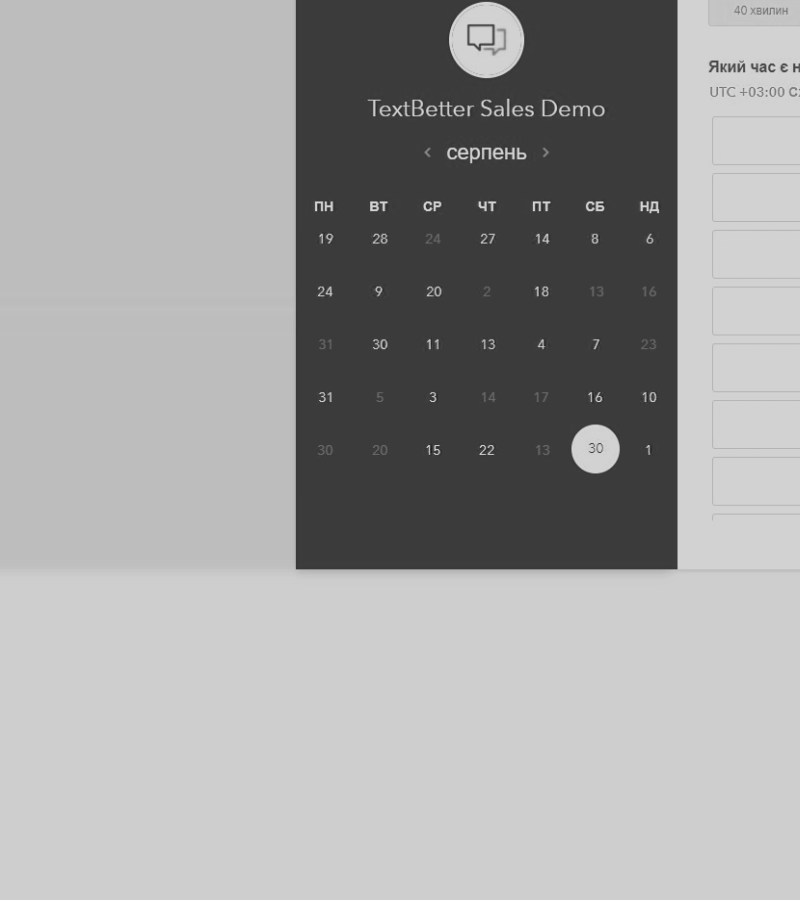 40 хвилин
TextBetter Sales Demo
серпень
Який час є
UTC +03:00
ПН ВТ СР ЧТ ПТ СБ НД
19 28 24 27 14 8 6
24 9 20 2 18 13 16
31 30 11 13 4 7 23
31 5 3 14 17 16 10
30 20 15 22 13 30 1